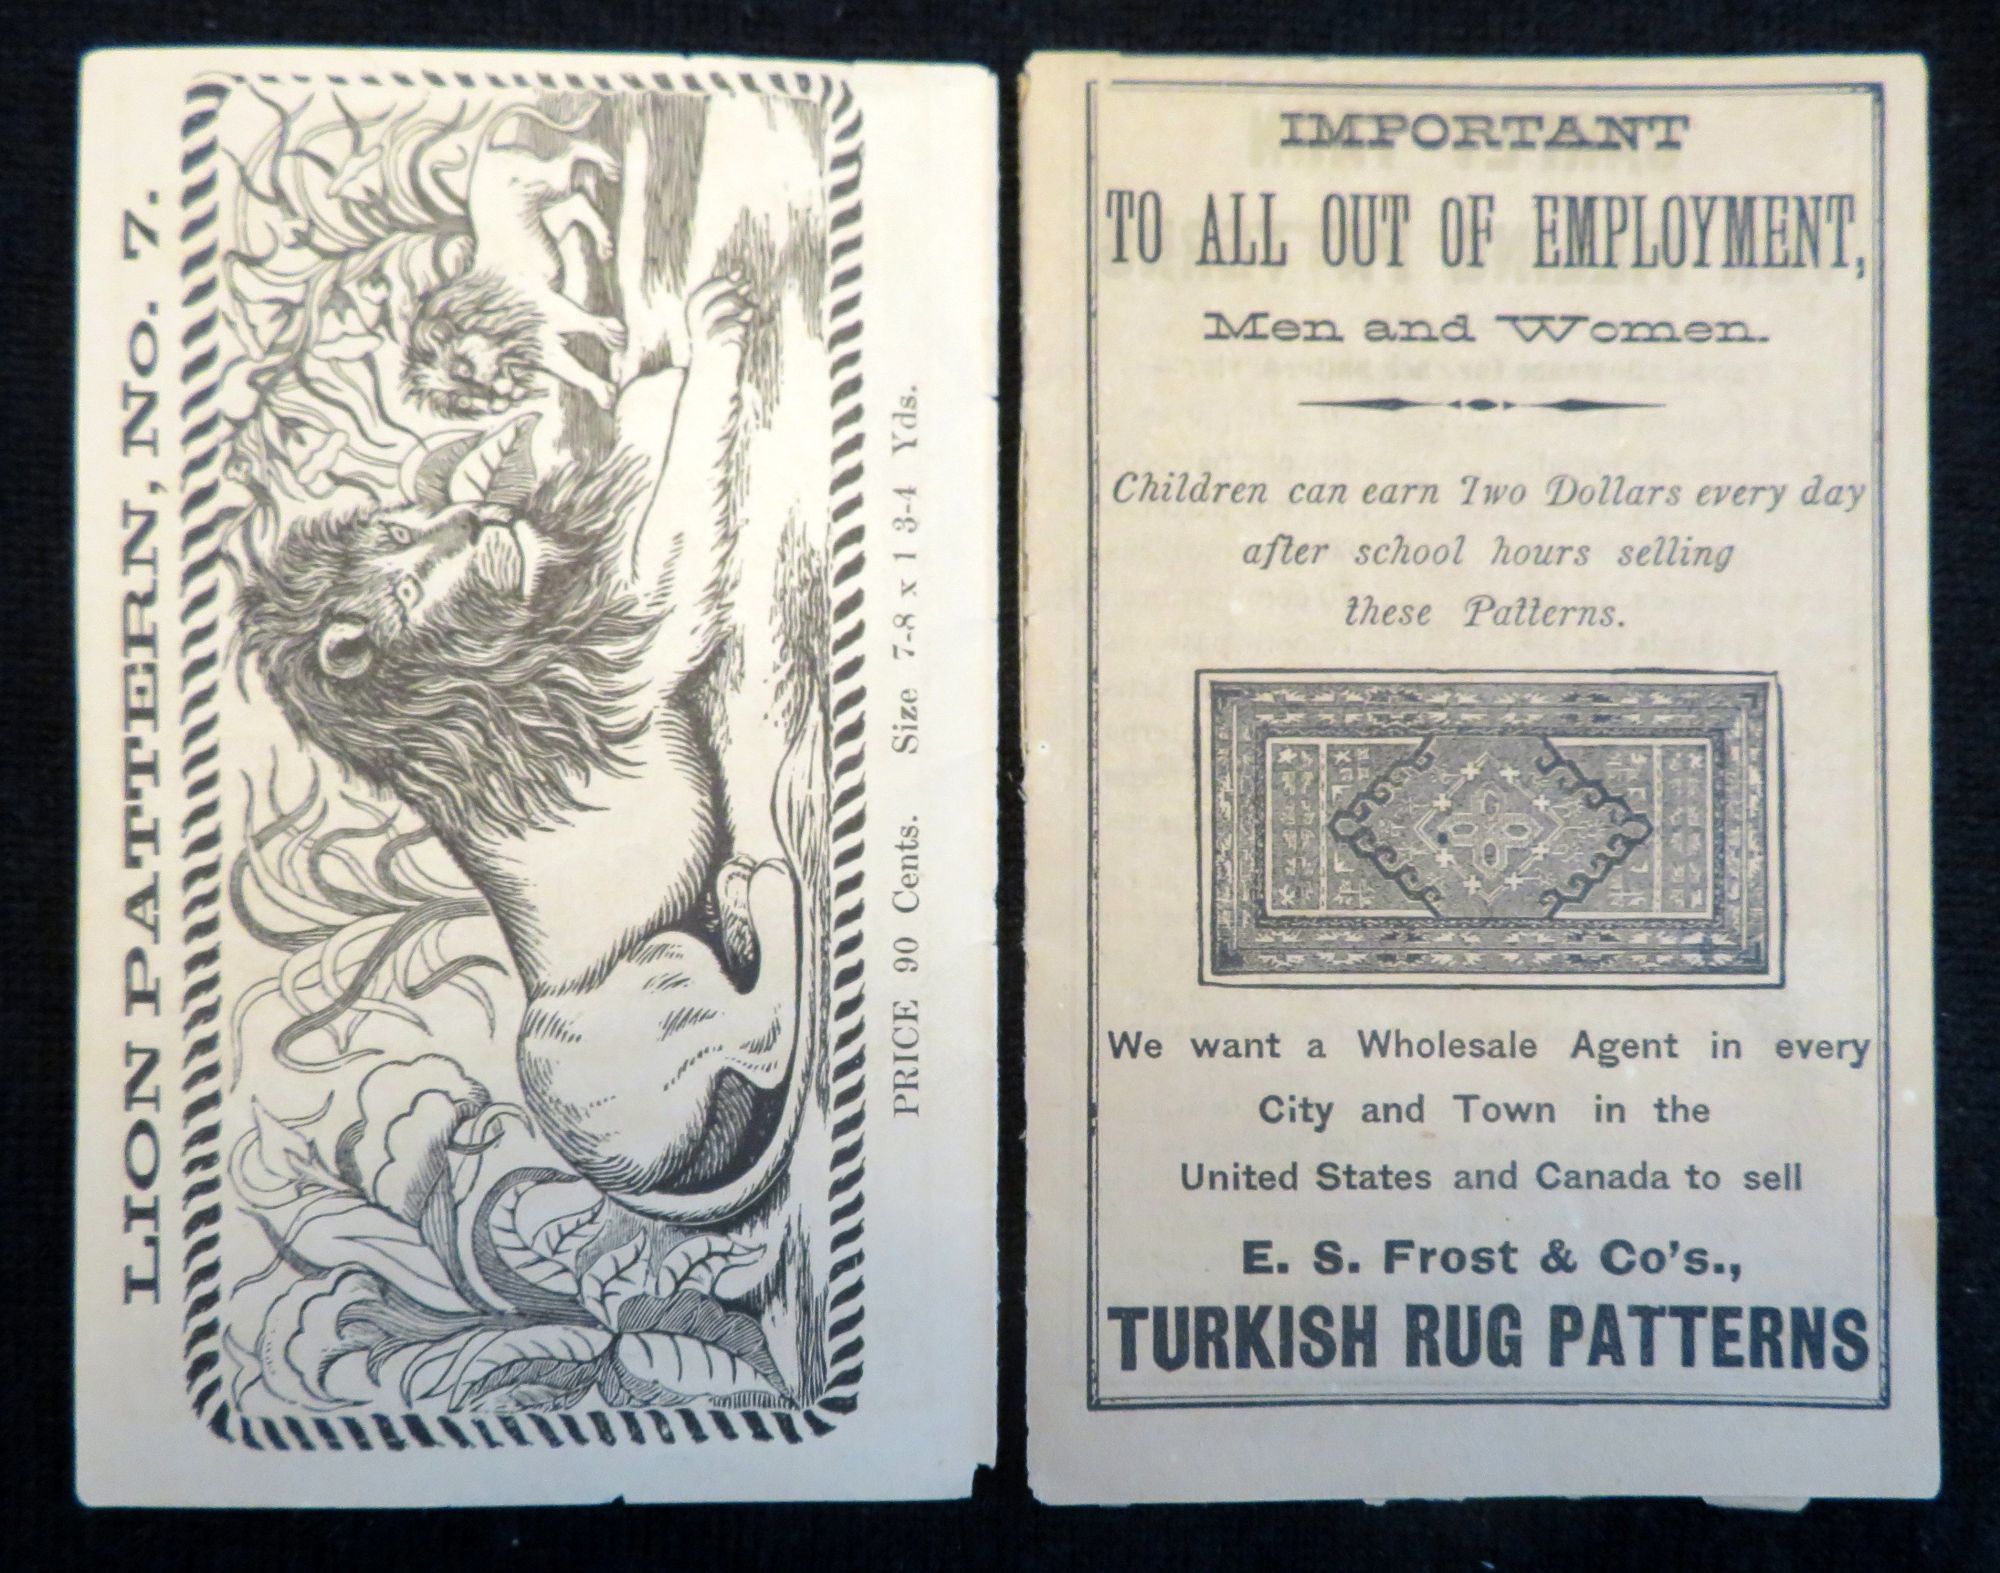 LION PATTERN, NO. 7.
PRICE 90 Cents. Size 7-8 x 1 3-4 Yds.
IMPORTANT
TO ALL OUT OF EMPLOYMENT,
Men and Women.
Children can earn Two Dollars every day
after school hours selling
these Patterns.
We want a Wholesale Agent in every
City and Town in the
United States and Canada to sell
E. S. Frost & Co's.,
TURKISH RUG PATTERNS